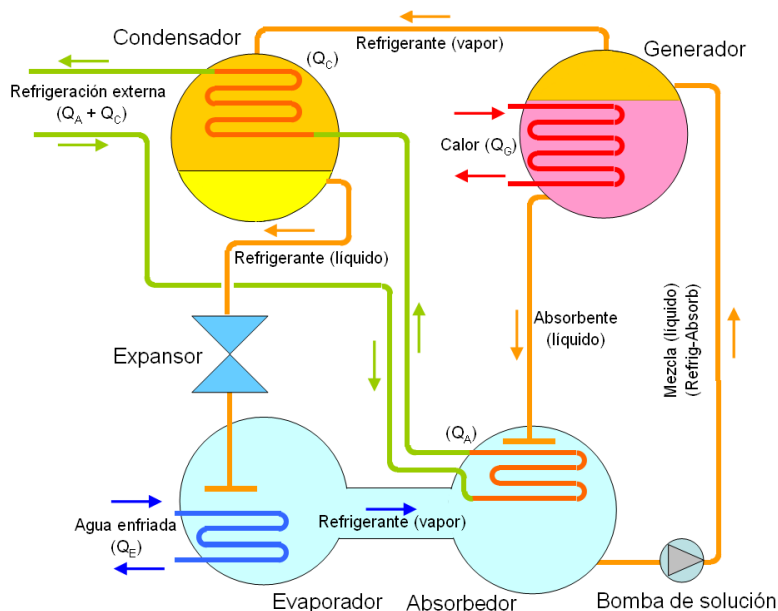 Condensador
(QC)
Refrigerante (vapor)
Generador
Refrigeración externa
(QA + QC)
Calor (QG)
Refrigerante (líquido)
Absorbente
(líquido)
Mezcla (líquido)
(Refrig-Absorb)
Expansor
(QA)
Agua enfriada
(QE)
Refrigerante (vapor)
Evaporador
Absorbedor
Bomba de solución